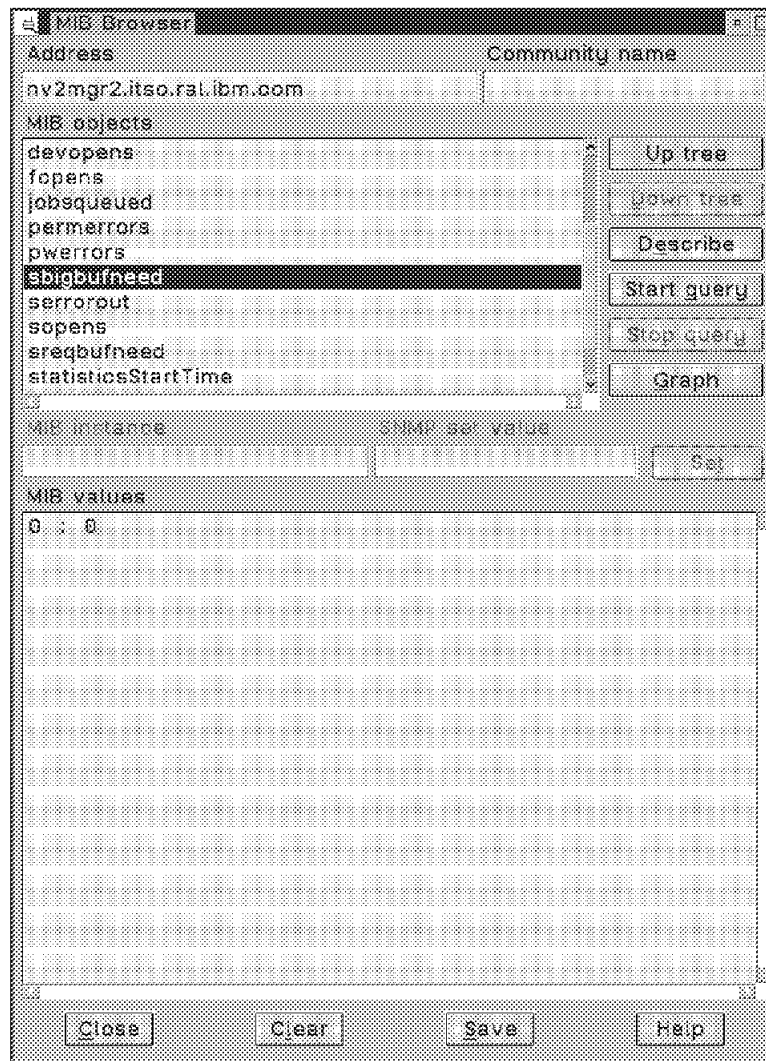 MIB Browser
Address Community name
nv2mgr2.itso.ral.ibm.com
MIB objects
devopens
fopens
jobsqueued
permerrors
pwerrors
sbigbufneed
serrorout
sopens
sreqbufneed
statisticsStartTime
Up tree
Down tree
Describe
Start query
Stop query
Graph
MIB instance SNMP set value
Set
MIB values
0 : 0
Close Clear Save Help